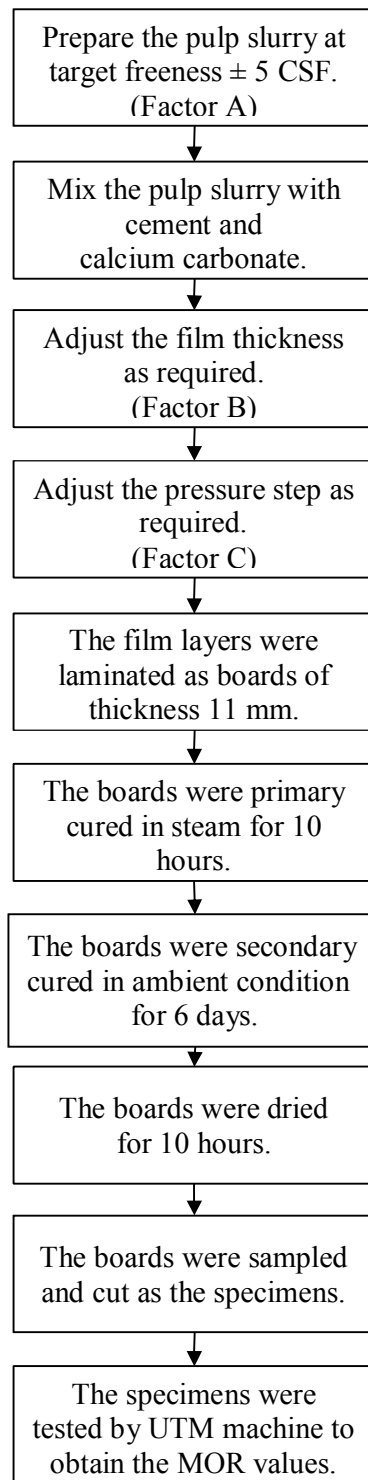 Prepare the pulp slurry at
target freeness ± 5 CSF.
(Factor A)
Mix the pulp slurry with
cement and
calcium carbonate.
Adjust the film thickness
as required.
(Factor B)
Adjust the pressure step as
required.
(Factor C)
The film layers were
laminated as boards of
thickness 11 mm.
The boards were primary
cured in steam for 10
hours.
The boards were secondary
cured in ambient condition
for 6 days.
The boards were dried
for 10 hours.
The boards were sampled
and cut as the specimens.
The specimens were
tested by UTM machine to
obtain the MOR values.